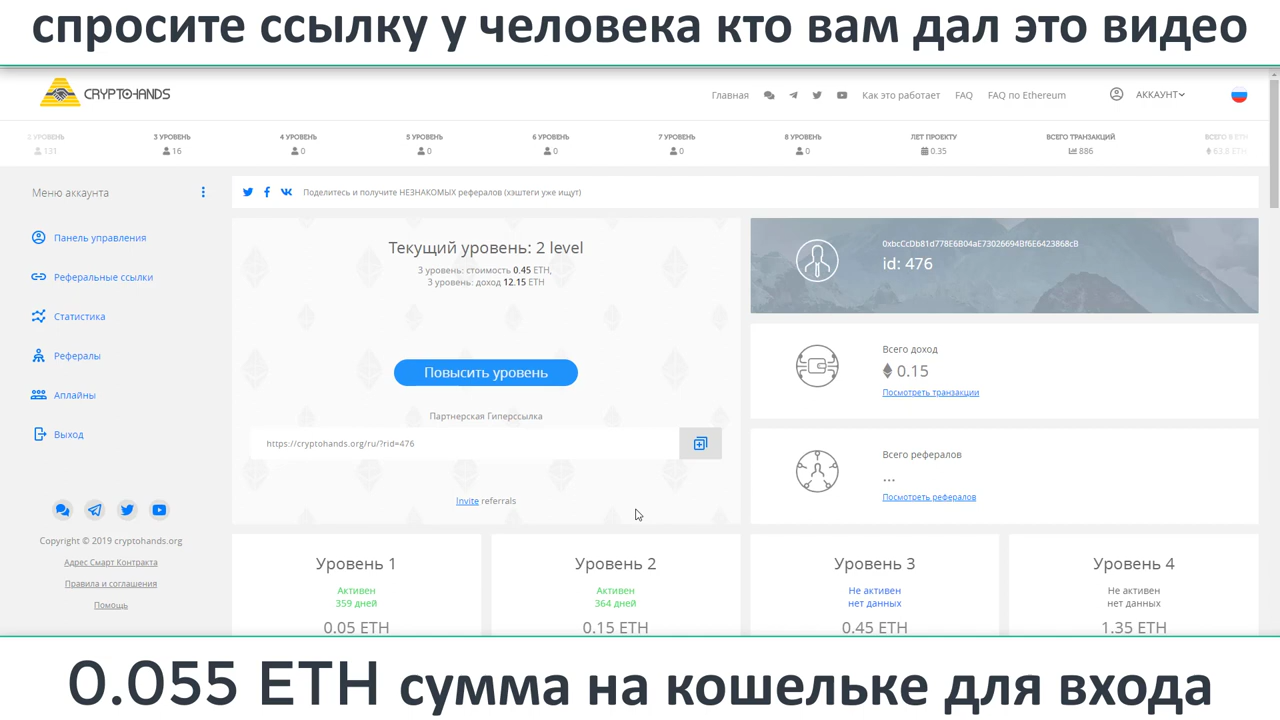 спросите ссылку у человека кто вам дал это видео
CRYPTOHANDS
Главная Как это работает FAQ FAQ по Ethereum АККАУНТ
2 УРОВЕНЬ 3 УРОВЕНЬ 4 УРОВЕНЬ 5 УРОВЕНЬ 6 УРОВЕНЬ 7 УРОВЕНЬ 8 УРОВЕНЬ ЛЕТ ПРОЕКТУ ВСЕГО ТРАНЗАКЦИЙ ВСЕГО В ETH
131 16 0 0 0 0 0 0.35 886 63.8 ETH
Меню аккаунта
Поделитесь и получите НЕЗНАКОМЫХ рефералов (хэштеги уже ищут)
Панель управления
Реферальные ссылки
Статистика
Рефералы
Аплайны
Выход
Copyright © 2019 cryptohands.org
Адрес Смарт Контракта
Правила и соглашения
Помощь
Текущий уровень: 2 level
3 уровень: стоимость 0.45 ETH,
3 уровень: доход 12.15 ETH
Повысить уровень
Партнерская Гиперссылка
https://cryptohands.org/ru/?rid=476
Invite referrals
0xbcCcDb81d778E6B04aE73026694Bf6E6423868cB
id: 476
Всего доход
0.15
Посмотреть транзакции
Всего рефералов
...
Посмотреть рефералов
Уровень 1 Уровень 2 Уровень 3 Уровень 4
Активен Активен Не активен Не активен
359 дней 364 дней нет данных нет данных
0.05 ETH 0.15 ETH 0.45 ETH 1.35 ETH
0.055 ETH сумма на кошельке для входа